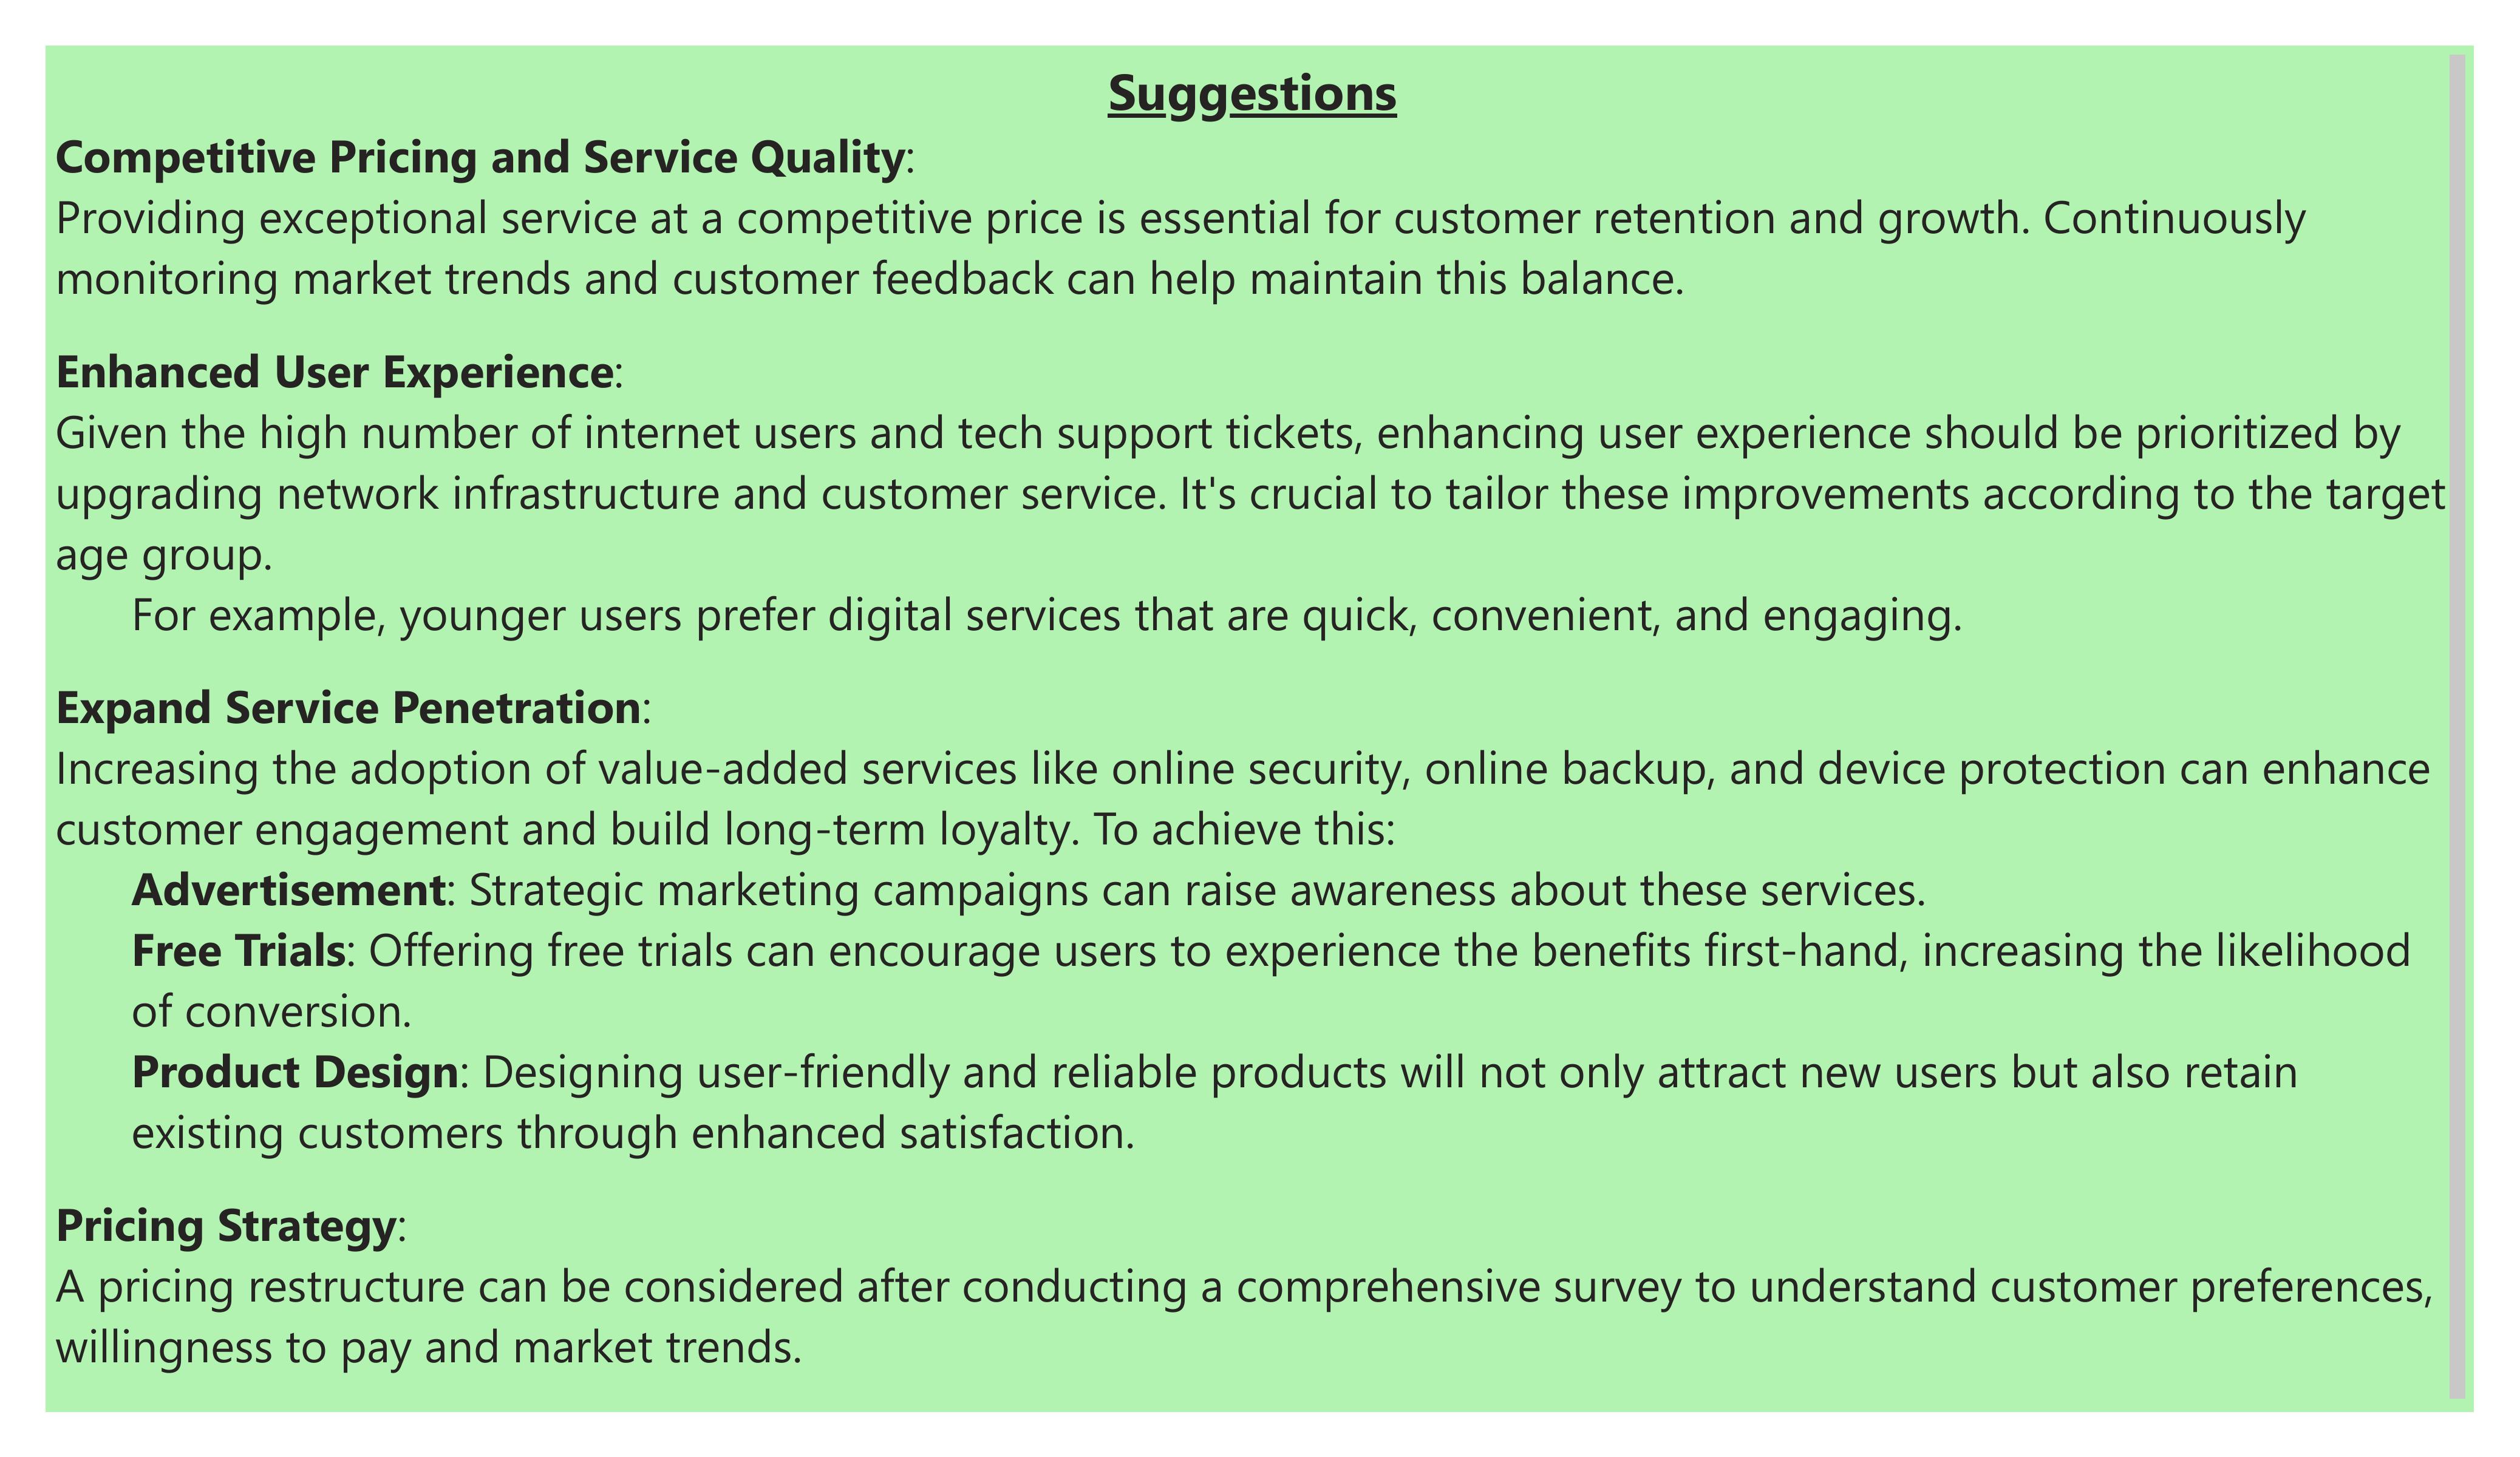 Suggestions
Competitive Pricing and Service Quality:
Providing exceptional service at a competitive price is essential for customer retention and growth. Continuously
monitoring market trends and customer feedback can help maintain this balance.
Enhanced User Experience:
Given the high number of internet users and tech support tickets, enhancing user experience should be prioritized by
upgrading network infrastructure and customer service. It's crucial to tailor these improvements according to the target
age group.
For example, younger users prefer digital services that are quick, convenient, and engaging.
Expand Service Penetration:
Increasing the adoption of value-added services like online security, online backup, and device protection can enhance
customer engagement and build long-term loyalty. To achieve this:
Advertisement: Strategic marketing campaigns can raise awareness about these services.
Free Trials: Offering free trials can encourage users to experience the benefits first-hand, increasing the likelihood
of conversion.
Product Design: Designing user-friendly and reliable products will not only attract new users but also retain
existing customers through enhanced satisfaction.
Pricing Strategy:
A pricing restructure can be considered after conducting a comprehensive survey to understand customer preferences,
willingness to pay and market trends.